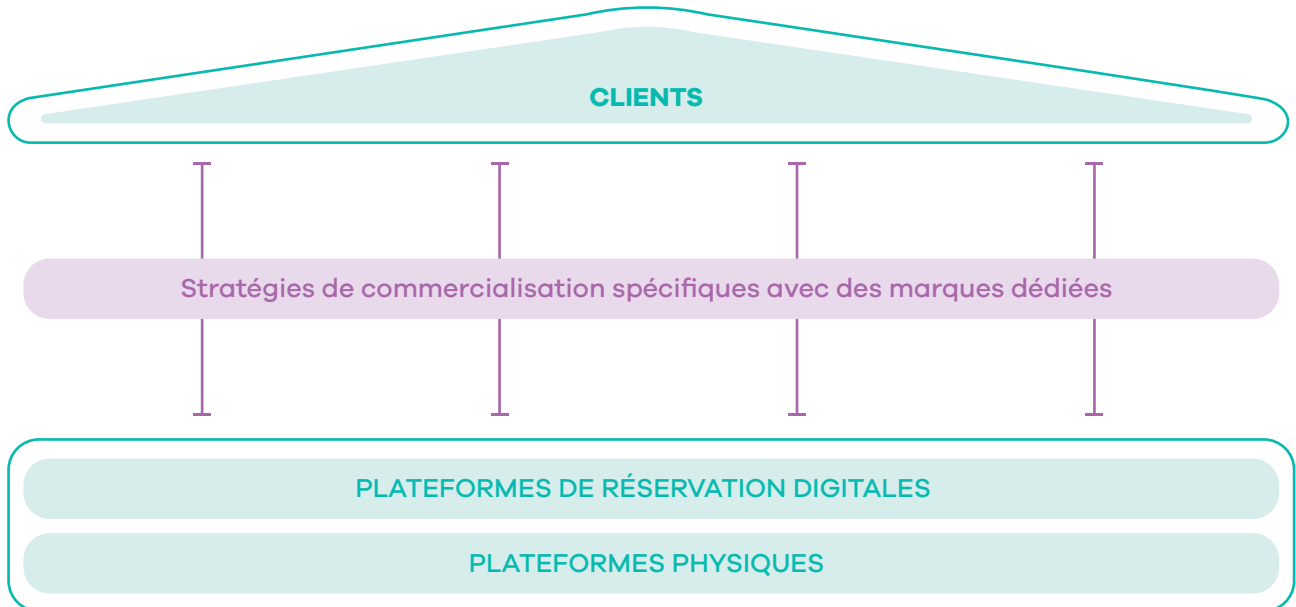 CLIENTS
Stratégies de commercialisation spécifiques avec des marques dédiées
PLATEFORMES DE RÉSERVATION DIGITALES
PLATEFORMES PHYSIQUES